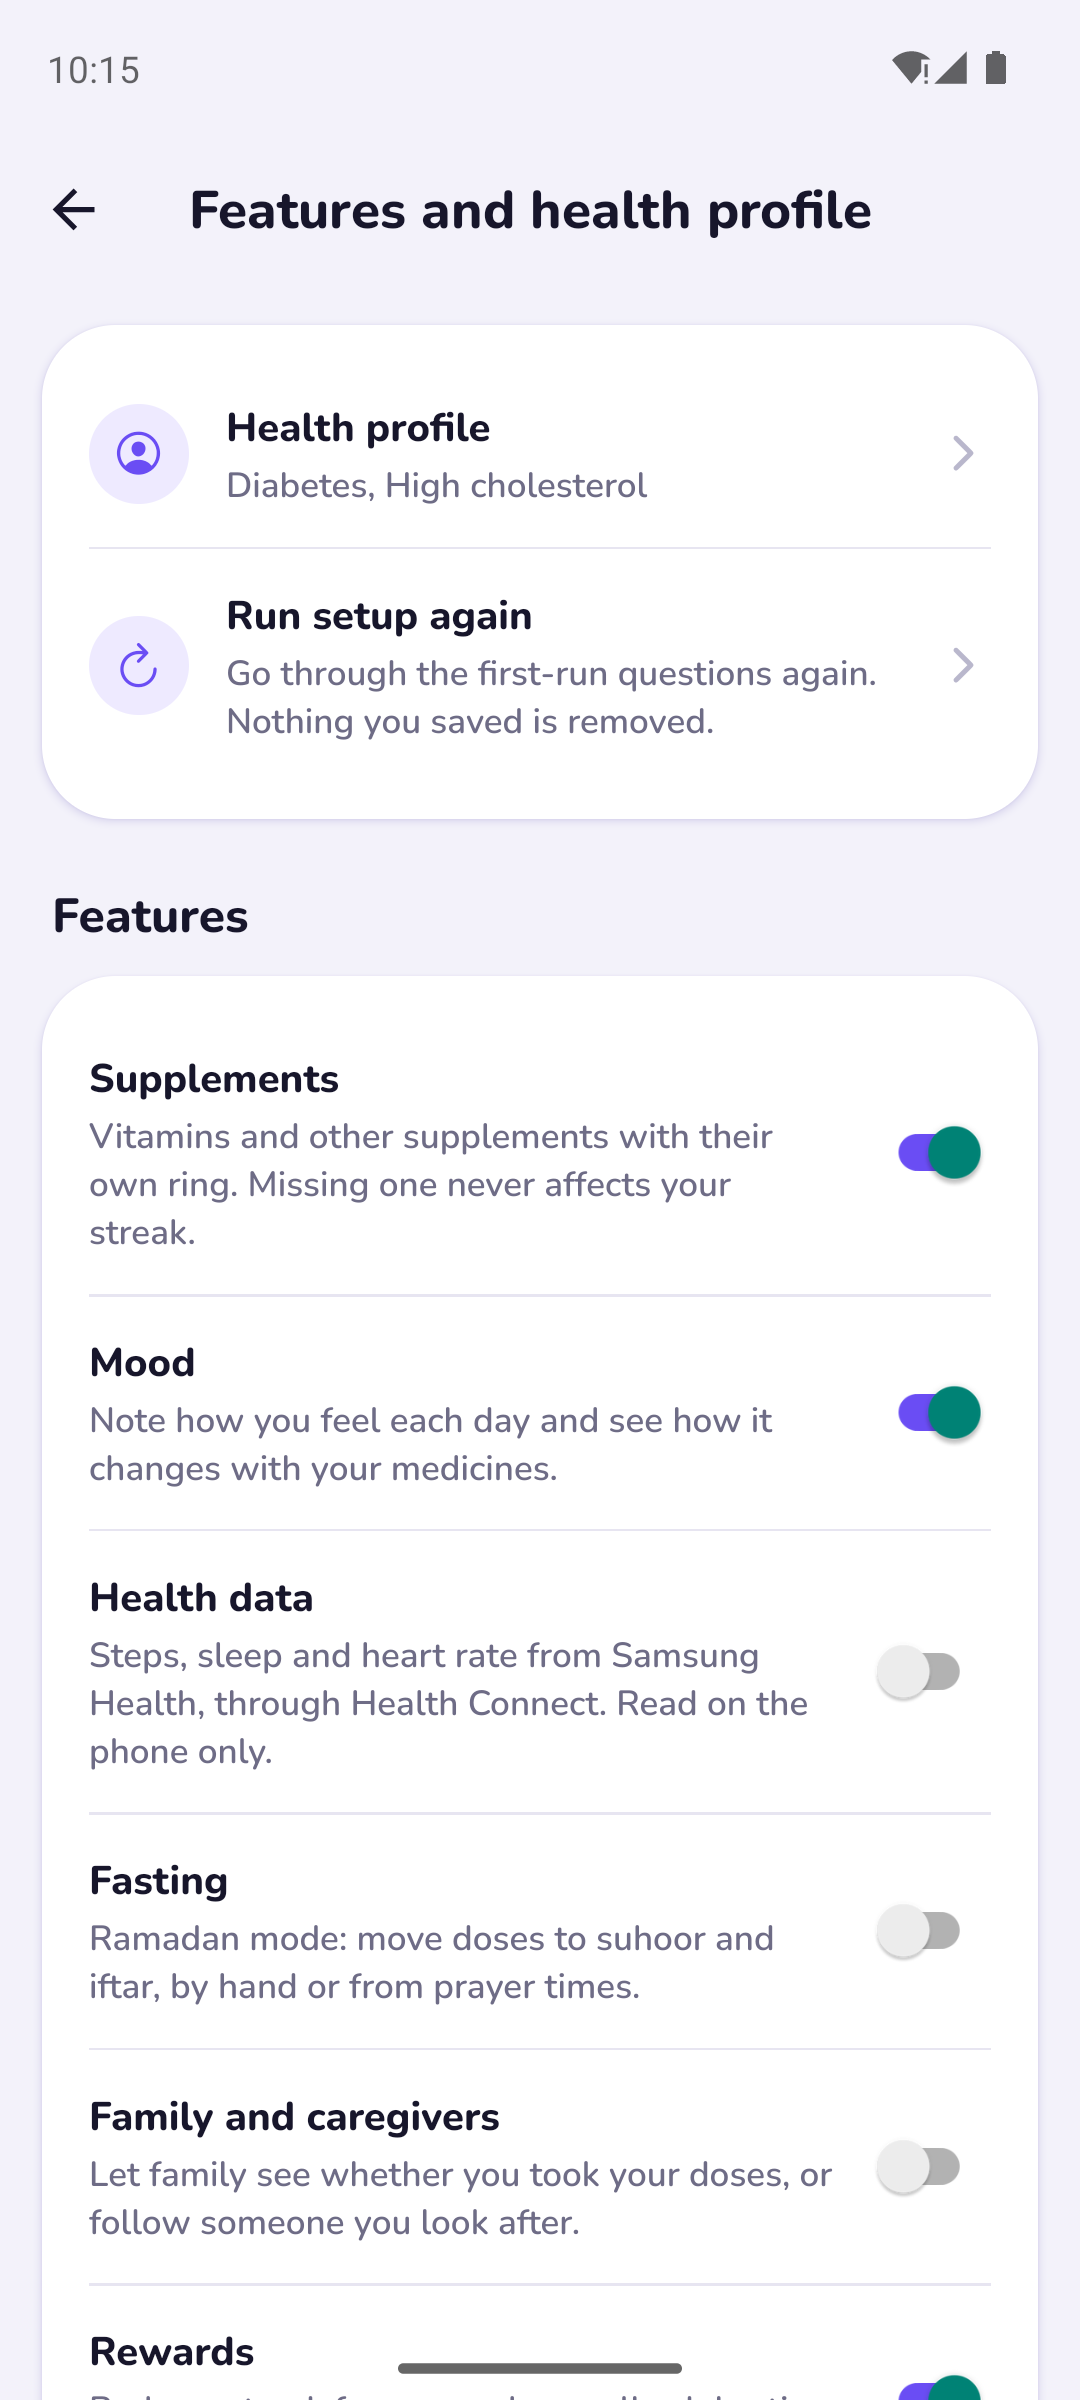 10:15
Features and health profile
Health profile
Diabetes, High cholesterol
Run setup again
Go through the first-run questions again.
Nothing you saved is removed.
Features
Supplements
Vitamins and other supplements with their
own ring. Missing one never affects your
streak.
Mood
Note how you feel each day and see how it
changes with your medicines.
Health data
Steps, sleep and heart rate from Samsung
Health, through Health Connect. Read on the
phone only.
Fasting
Ramadan mode: move doses to suhoor and
iftar, by hand or from prayer times.
Family and caregivers
Let family see whether you took your doses, or
follow someone you look after.
Rewards